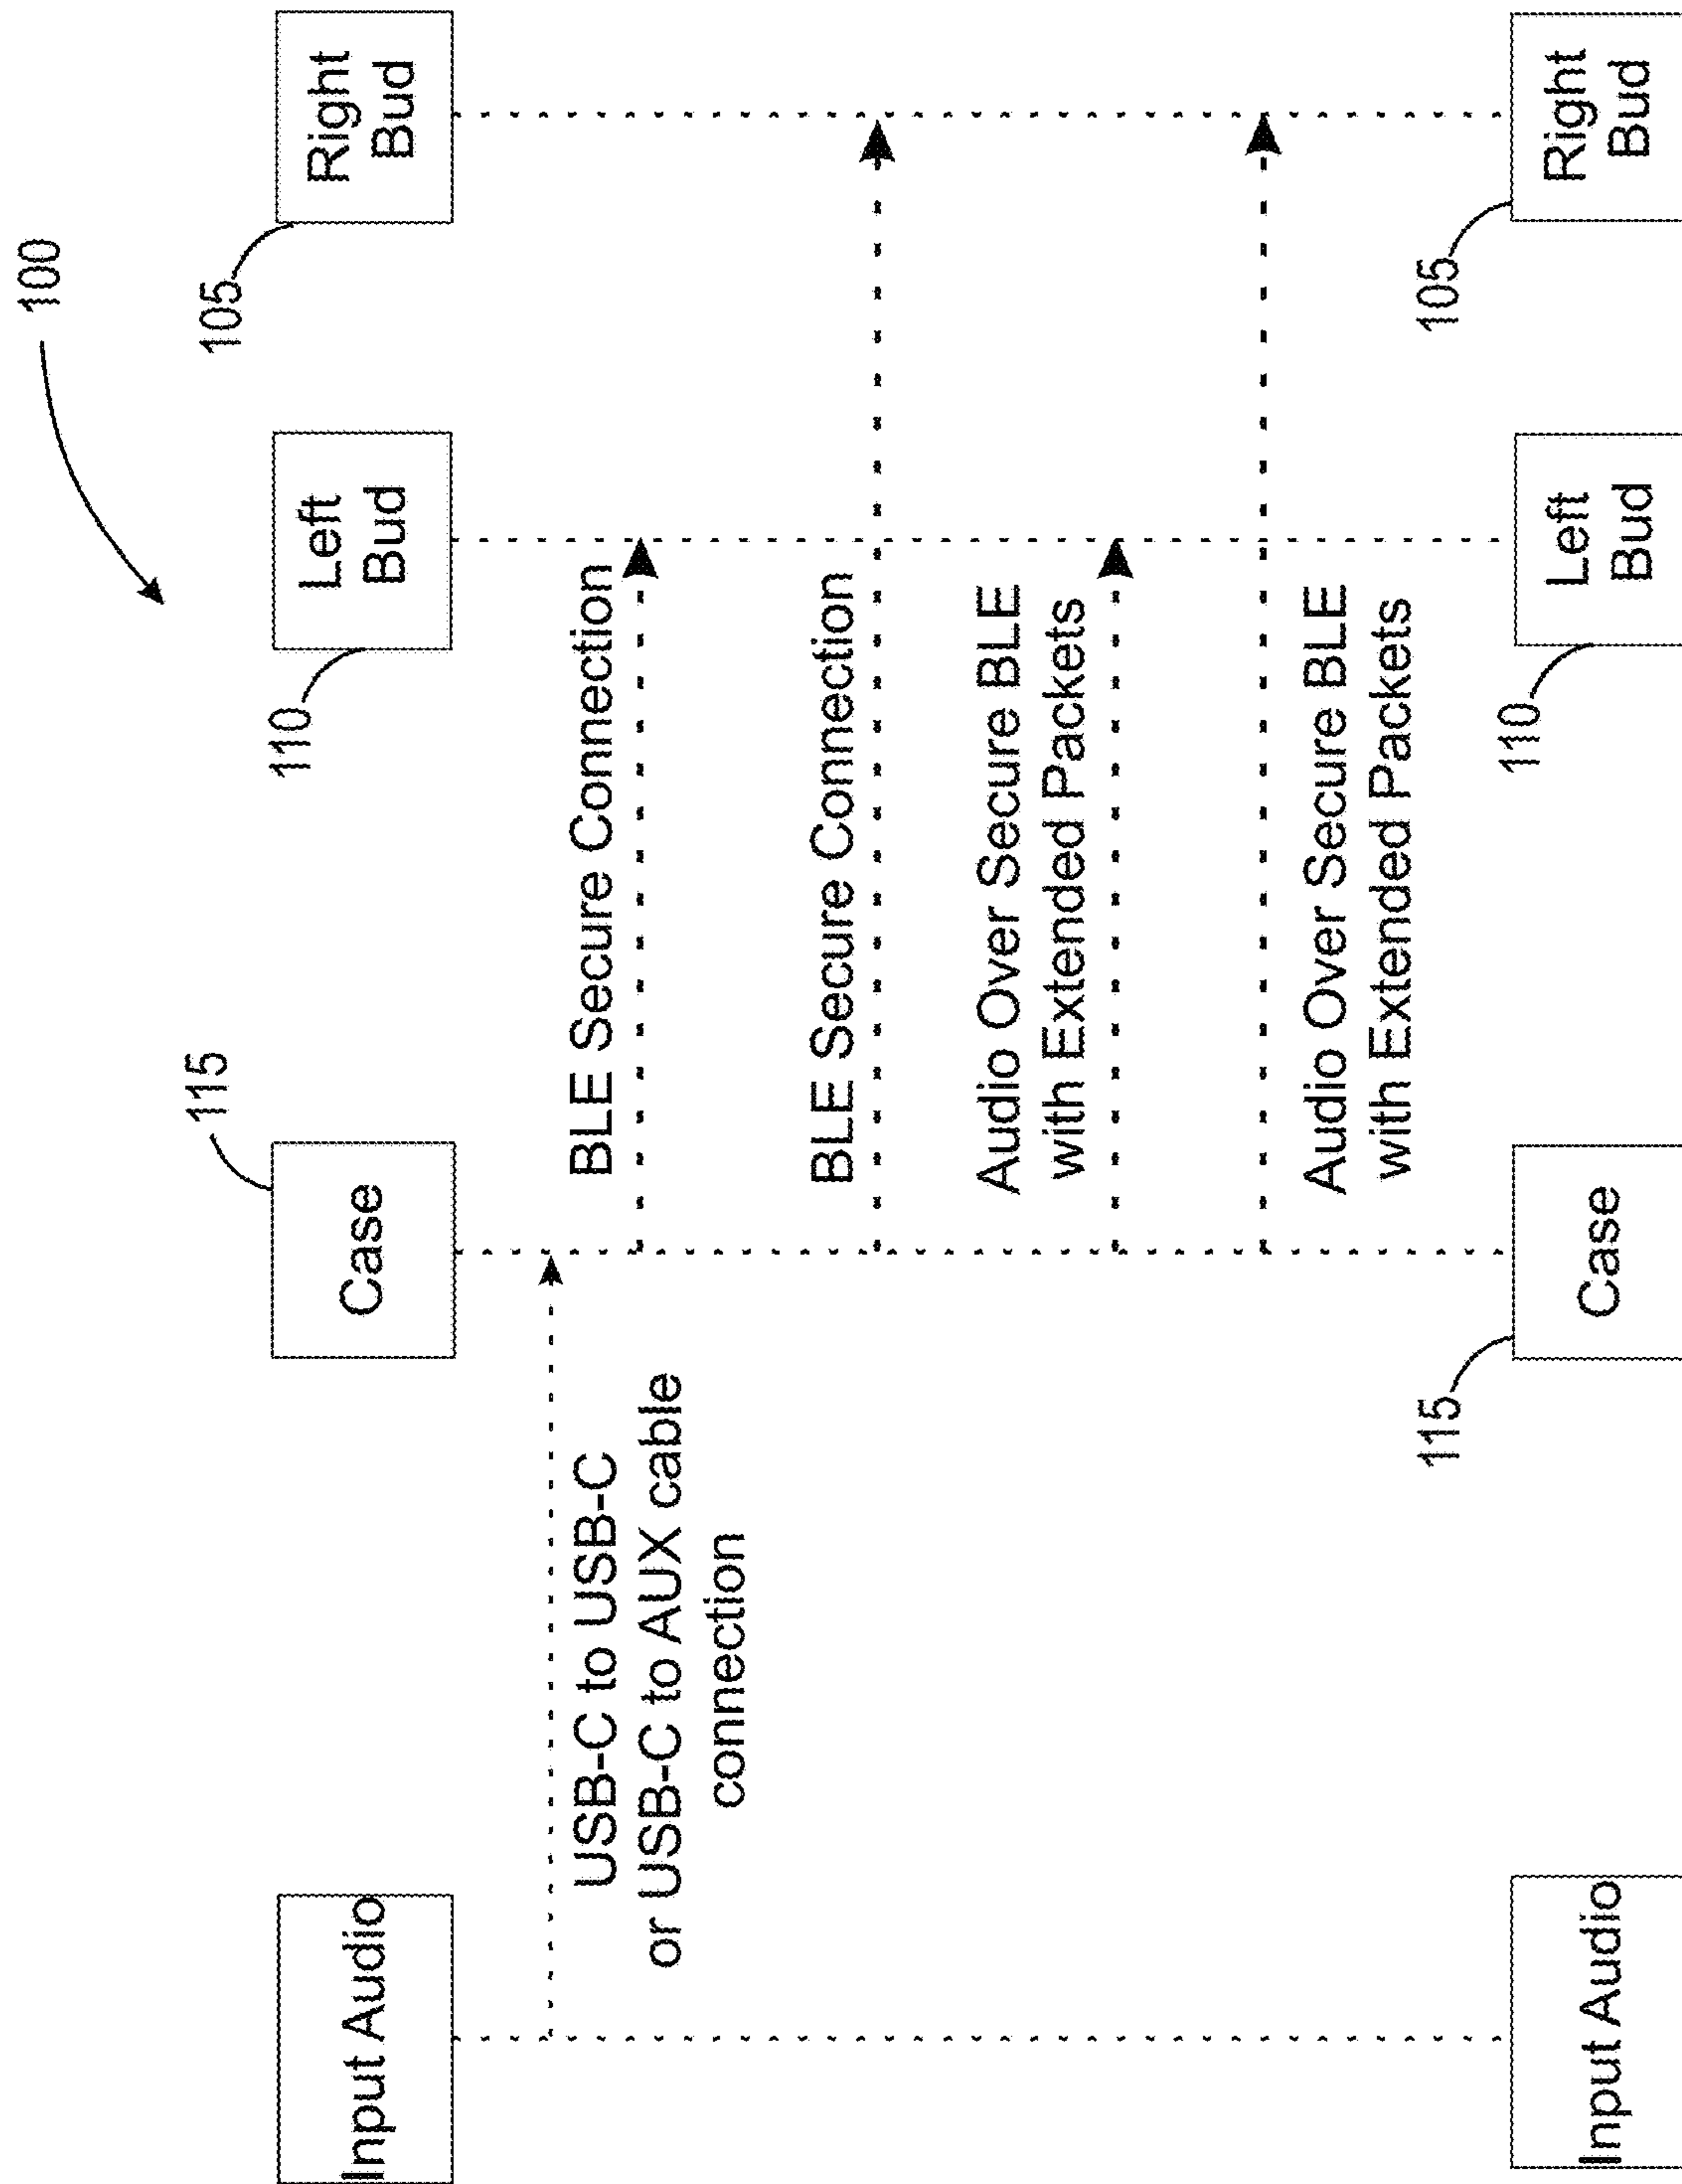 100
115
105
110
Input Audio
Case
Left
Bud
Right
Bud
USB-C to USB-C
or USB-C to AUX cable
connection
BLE Secure Connection
BLE Secure Connection
Audio Over Secure BLE
with Extended Packets
Audio Over Secure BLE
with Extended Packets
115
110
105
Input Audio
Case
Left
Bud
Right
Bud